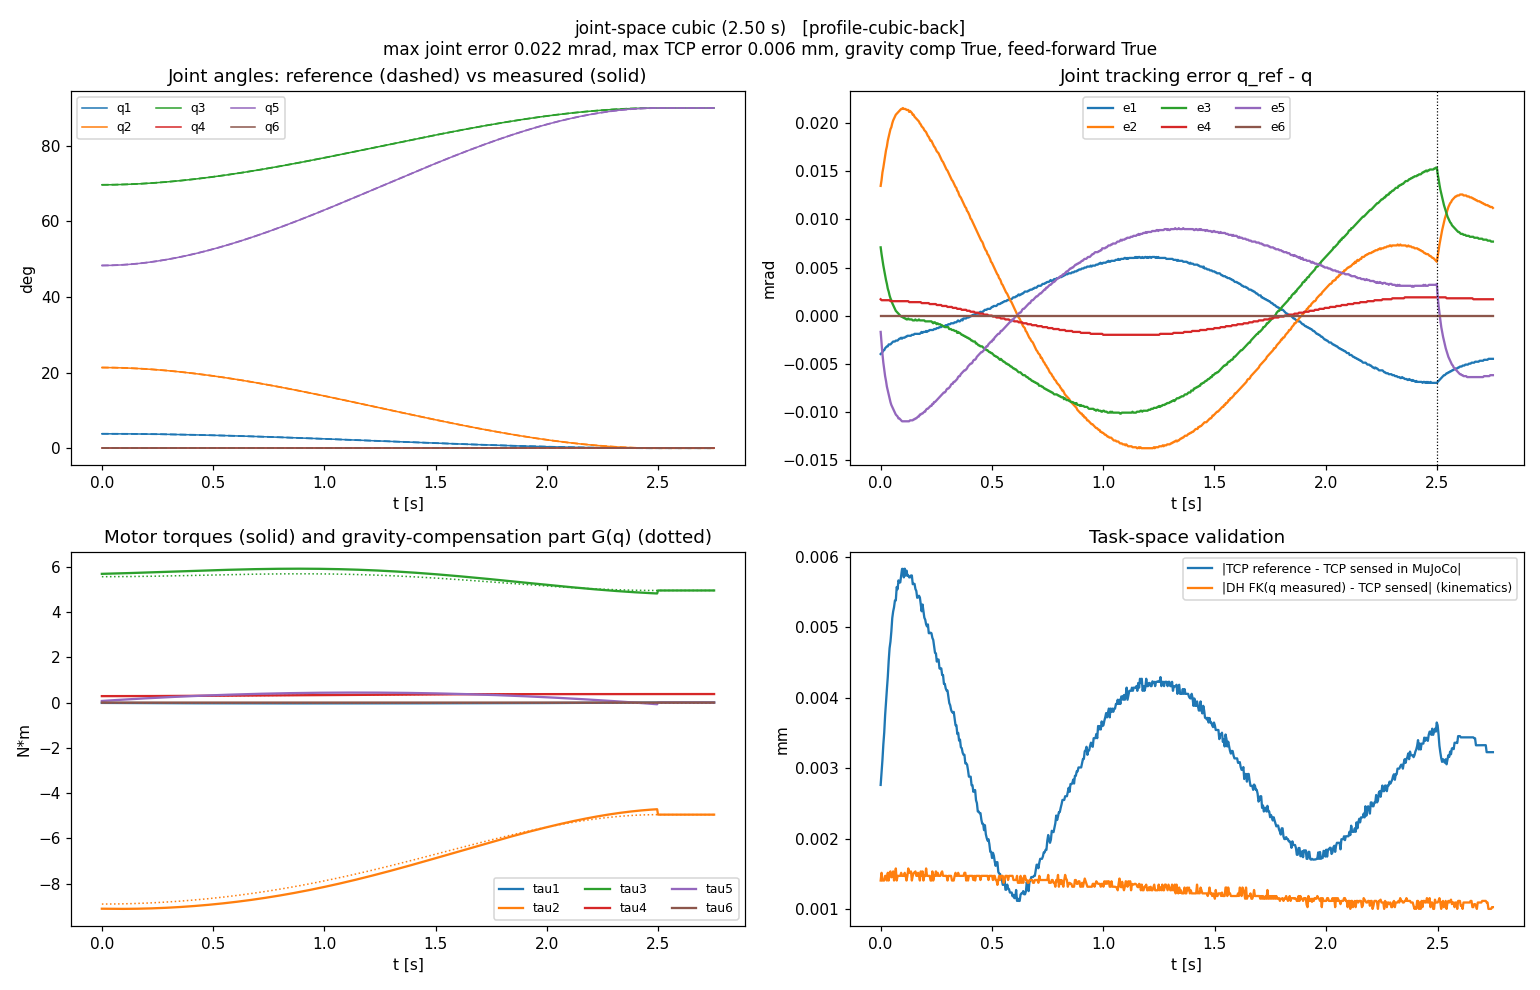 joint-space cubic (2.50 s)   [profile-cubic-back]
max joint error 0.022 mrad, max TCP error 0.006 mm, gravity comp True, feed-forward True
Joint angles: reference (dashed) vs measured (solid)
q1 q3 q5
q2 q4 q6
80
60
40
20
0
deg
0.0 0.5 1.0 1.5 2.0 2.5
t [s]
Joint tracking error q_ref - q
e1 e3 e5
e2 e4 e6
0.020
0.015
0.010
0.005
0.000
−0.005
−0.010
−0.015
mrad
0.0 0.5 1.0 1.5 2.0 2.5
t [s]
Motor torques (solid) and gravity-compensation part G(q) (dotted)
6
4
2
0
−2
−4
−6
−8
N*m
tau1 tau3 tau5
tau2 tau4 tau6
0.0 0.5 1.0 1.5 2.0 2.5
t [s]
Task-space validation
|TCP reference - TCP sensed in MuJoCo|
|DH FK(q measured) - TCP sensed| (kinematics)
0.006
0.005
0.004
0.003
0.002
0.001
mm
0.0 0.5 1.0 1.5 2.0 2.5
t [s]